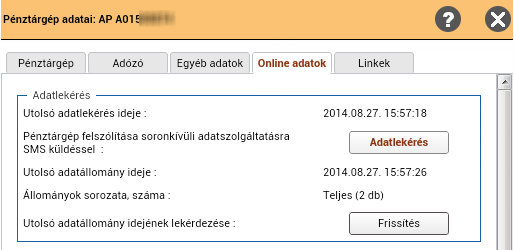 Pénztárgép adatai: AP A015
?
Pénztárgép Adózó Egyéb adatok Online adatok Linkek
Adatlekérés
Utolsó adatlekérés ideje : 2014.08.27. 15:57:18
Pénztárgép felszólítása soronkívüli adatszolgáltatásra
SMS küldéssel : Adatlekérés
Utolsó adatállomány ideje : 2014.08.27. 15:57:26
Állományok sorozata, száma : Teljes (2 db)
Utolsó adatállomány idejének lekérdezése : Frissítés